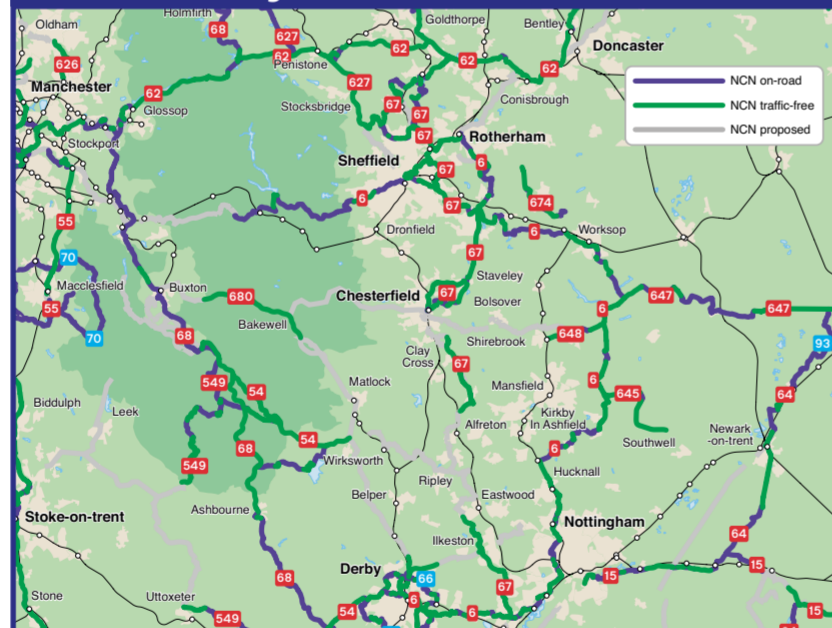 Oldham
Holmfirth
Goldthorpe
Bentley
68
627
62
62
62
62
Doncaster
626
Penistone
627
Manchester
62
Glossop
Stocksbridge
67
67
67
Conisbrough
NCN on-road
NCN traffic-free
NCN proposed
Stockport
Rotherham
Sheffield
67
6
6
67
674
55
Dronfield
6
Worksop
70
67
Staveley
Macclesfield
Buxton
680
Chesterfield
67
Bolsover
647
647
55
Bakewell
6
70
68
648
93
Shirebrook
Clay
Cross
67
549
54
Matlock
Mansfield
6
645
64
Biddulph
Leek
Kirkby
In Ashfield
Alfreton
Southwell
Newark
-on-trent
68
54
6
549
Wirksworth
Hucknall
Ripley
Belper
Eastwood
Ashbourne
Stoke-on-trent
Nottingham
Ilkeston
64
Derby
66
15
15
68
67
Stone
Uttoxeter
549
54
6
6
15